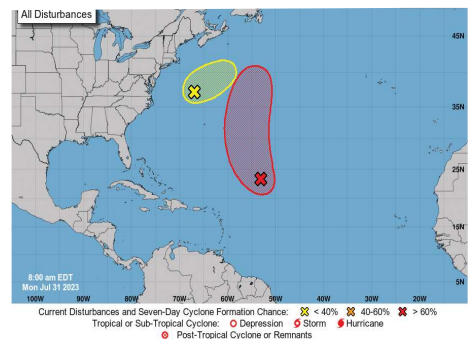 All Disturbances
45N
35N
25N
15N
5N
8:00 am EDT
Mon Jul 31 2023
100W 90W 80W 70W 60W 50W 40W 30W 20W
Current Disturbances and Seven-Day Cyclone Formation Chance: < 40% 40-60% > 60%
Tropical or Sub-Tropical Cyclone: Depression Storm Hurricane
Post-Tropical Cyclone or Remnants